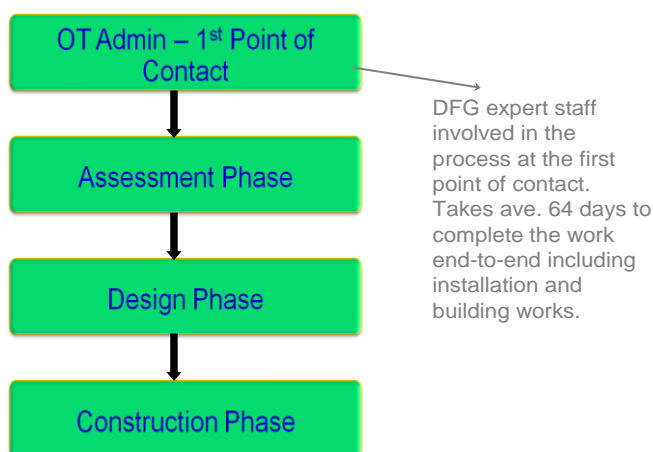 OT Admin – 1st Point of
Contact
DFG expert staff
involved in the
process at the first
point of contact.
Takes ave. 64 days to
complete the work
end-to-end including
installation and
building works.
Assessment Phase
Design Phase
Construction Phase